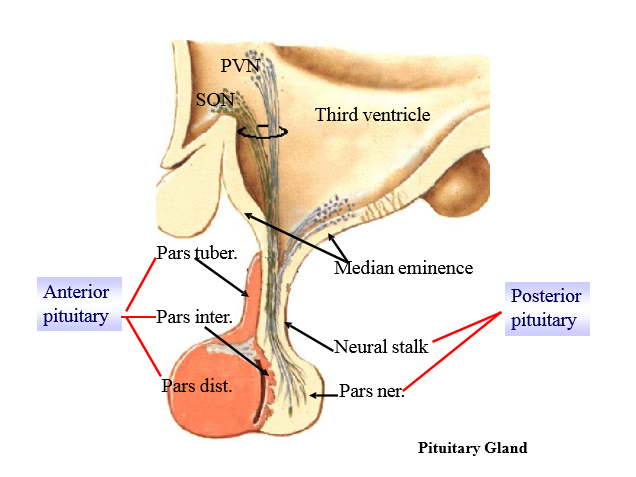 PVN
SON
Third ventricle
Pars tuber.
Median eminence
Anterior
pituitary
Posterior
pituitary
Pars inter.
Neural stalk
Pars dist.
Pars ner.
Pituitary Gland